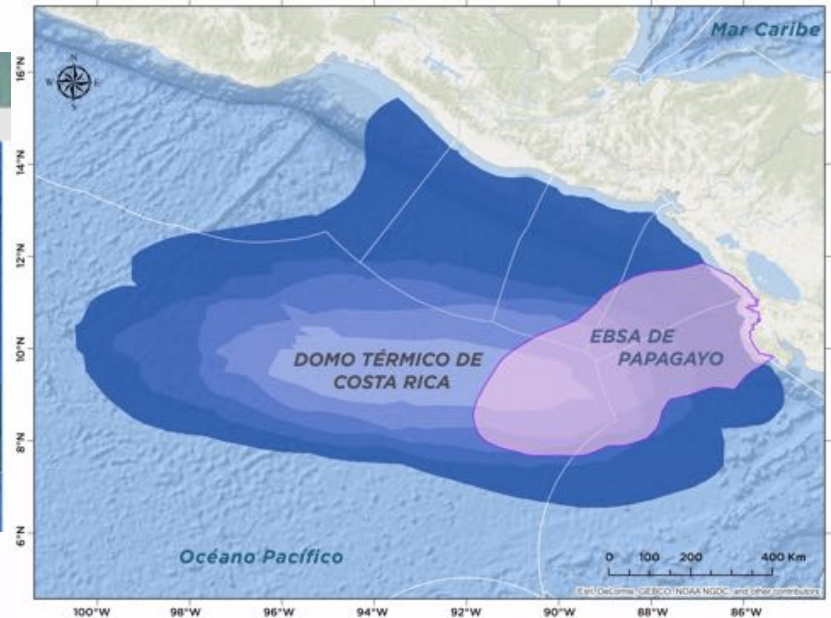 Mar Caribe
N
W
E
S
16°N
14°N
12°N
10°N
8°N
6°N
DOMO TÉRMICO DE
COSTA RICA
EBSA DE
PAPAGAYO
Océano Pacífico
0 100 200 400 Km
Esri, DeLorme, GEBCO, NOAA NGDC, and other contributors
100°W 98°W 96°W 94°W 92°W 90°W 88°W 86°W